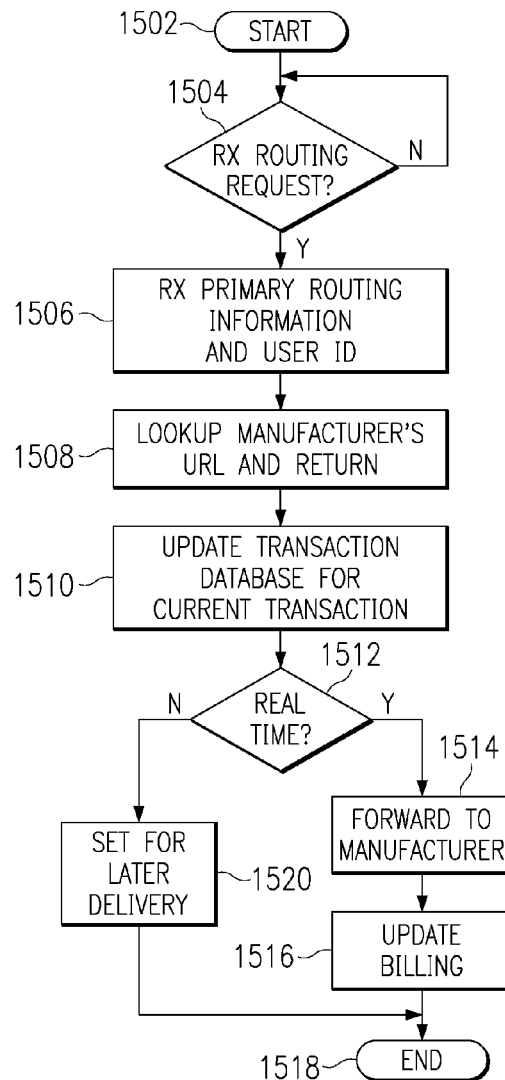 1502
START
1504
RX ROUTING
REQUEST?
N
Y
1506
RX PRIMARY ROUTING
INFORMATION
AND USER ID
1508
LOOKUP MANUFACTURER'S
URL AND RETURN
1510
UPDATE TRANSACTION
DATABASE FOR
CURRENT TRANSACTION
1512
N
REAL
TIME?
Y
1514
FORWARD TO
MANUFACTURER
SET FOR
LATER
DELIVERY
1520
1516
UPDATE
BILLING
1518
END